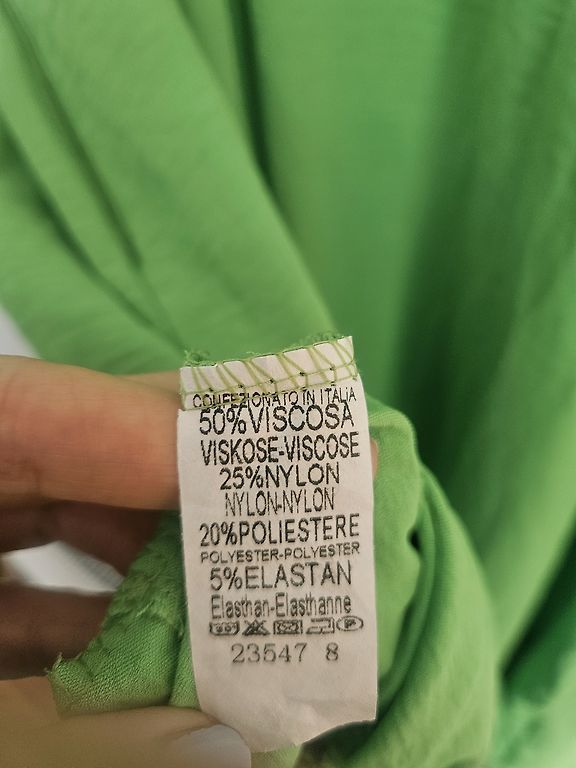 CONFEZIONATO IN ITALIA
50%VISCOSA
VISKOSE-VISCOSE
25%NYLON
NYLON-NYLON
20%POLIESTERE
POLYESTER-POLYESTER
5%ELASTAN
Elasthan-Elasthanne
23547 8